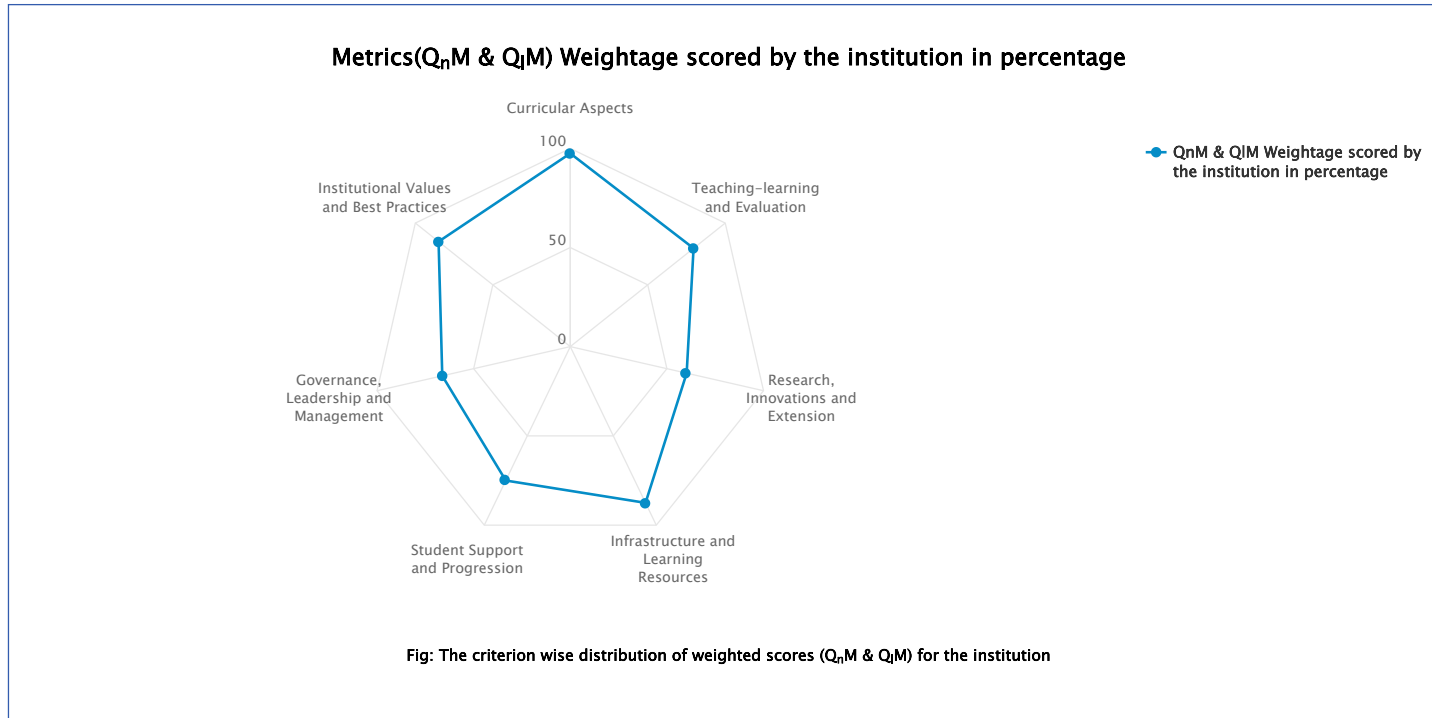 Metrics(QnM & QlM) Weightage scored by the institution in percentage
Curricular Aspects
100
QnM & QlM Weightage scored by
the institution in percentage
Institutional Values
and Best Practices
Teaching-learning
and Evaluation
50
0
Governance,
Leadership and
Management
Research,
Innovations and
Extension
Student Support
and Progression
Infrastructure and
Learning
Resources
Fig: The criterion wise distribution of weighted scores (QnM & QlM) for the institution